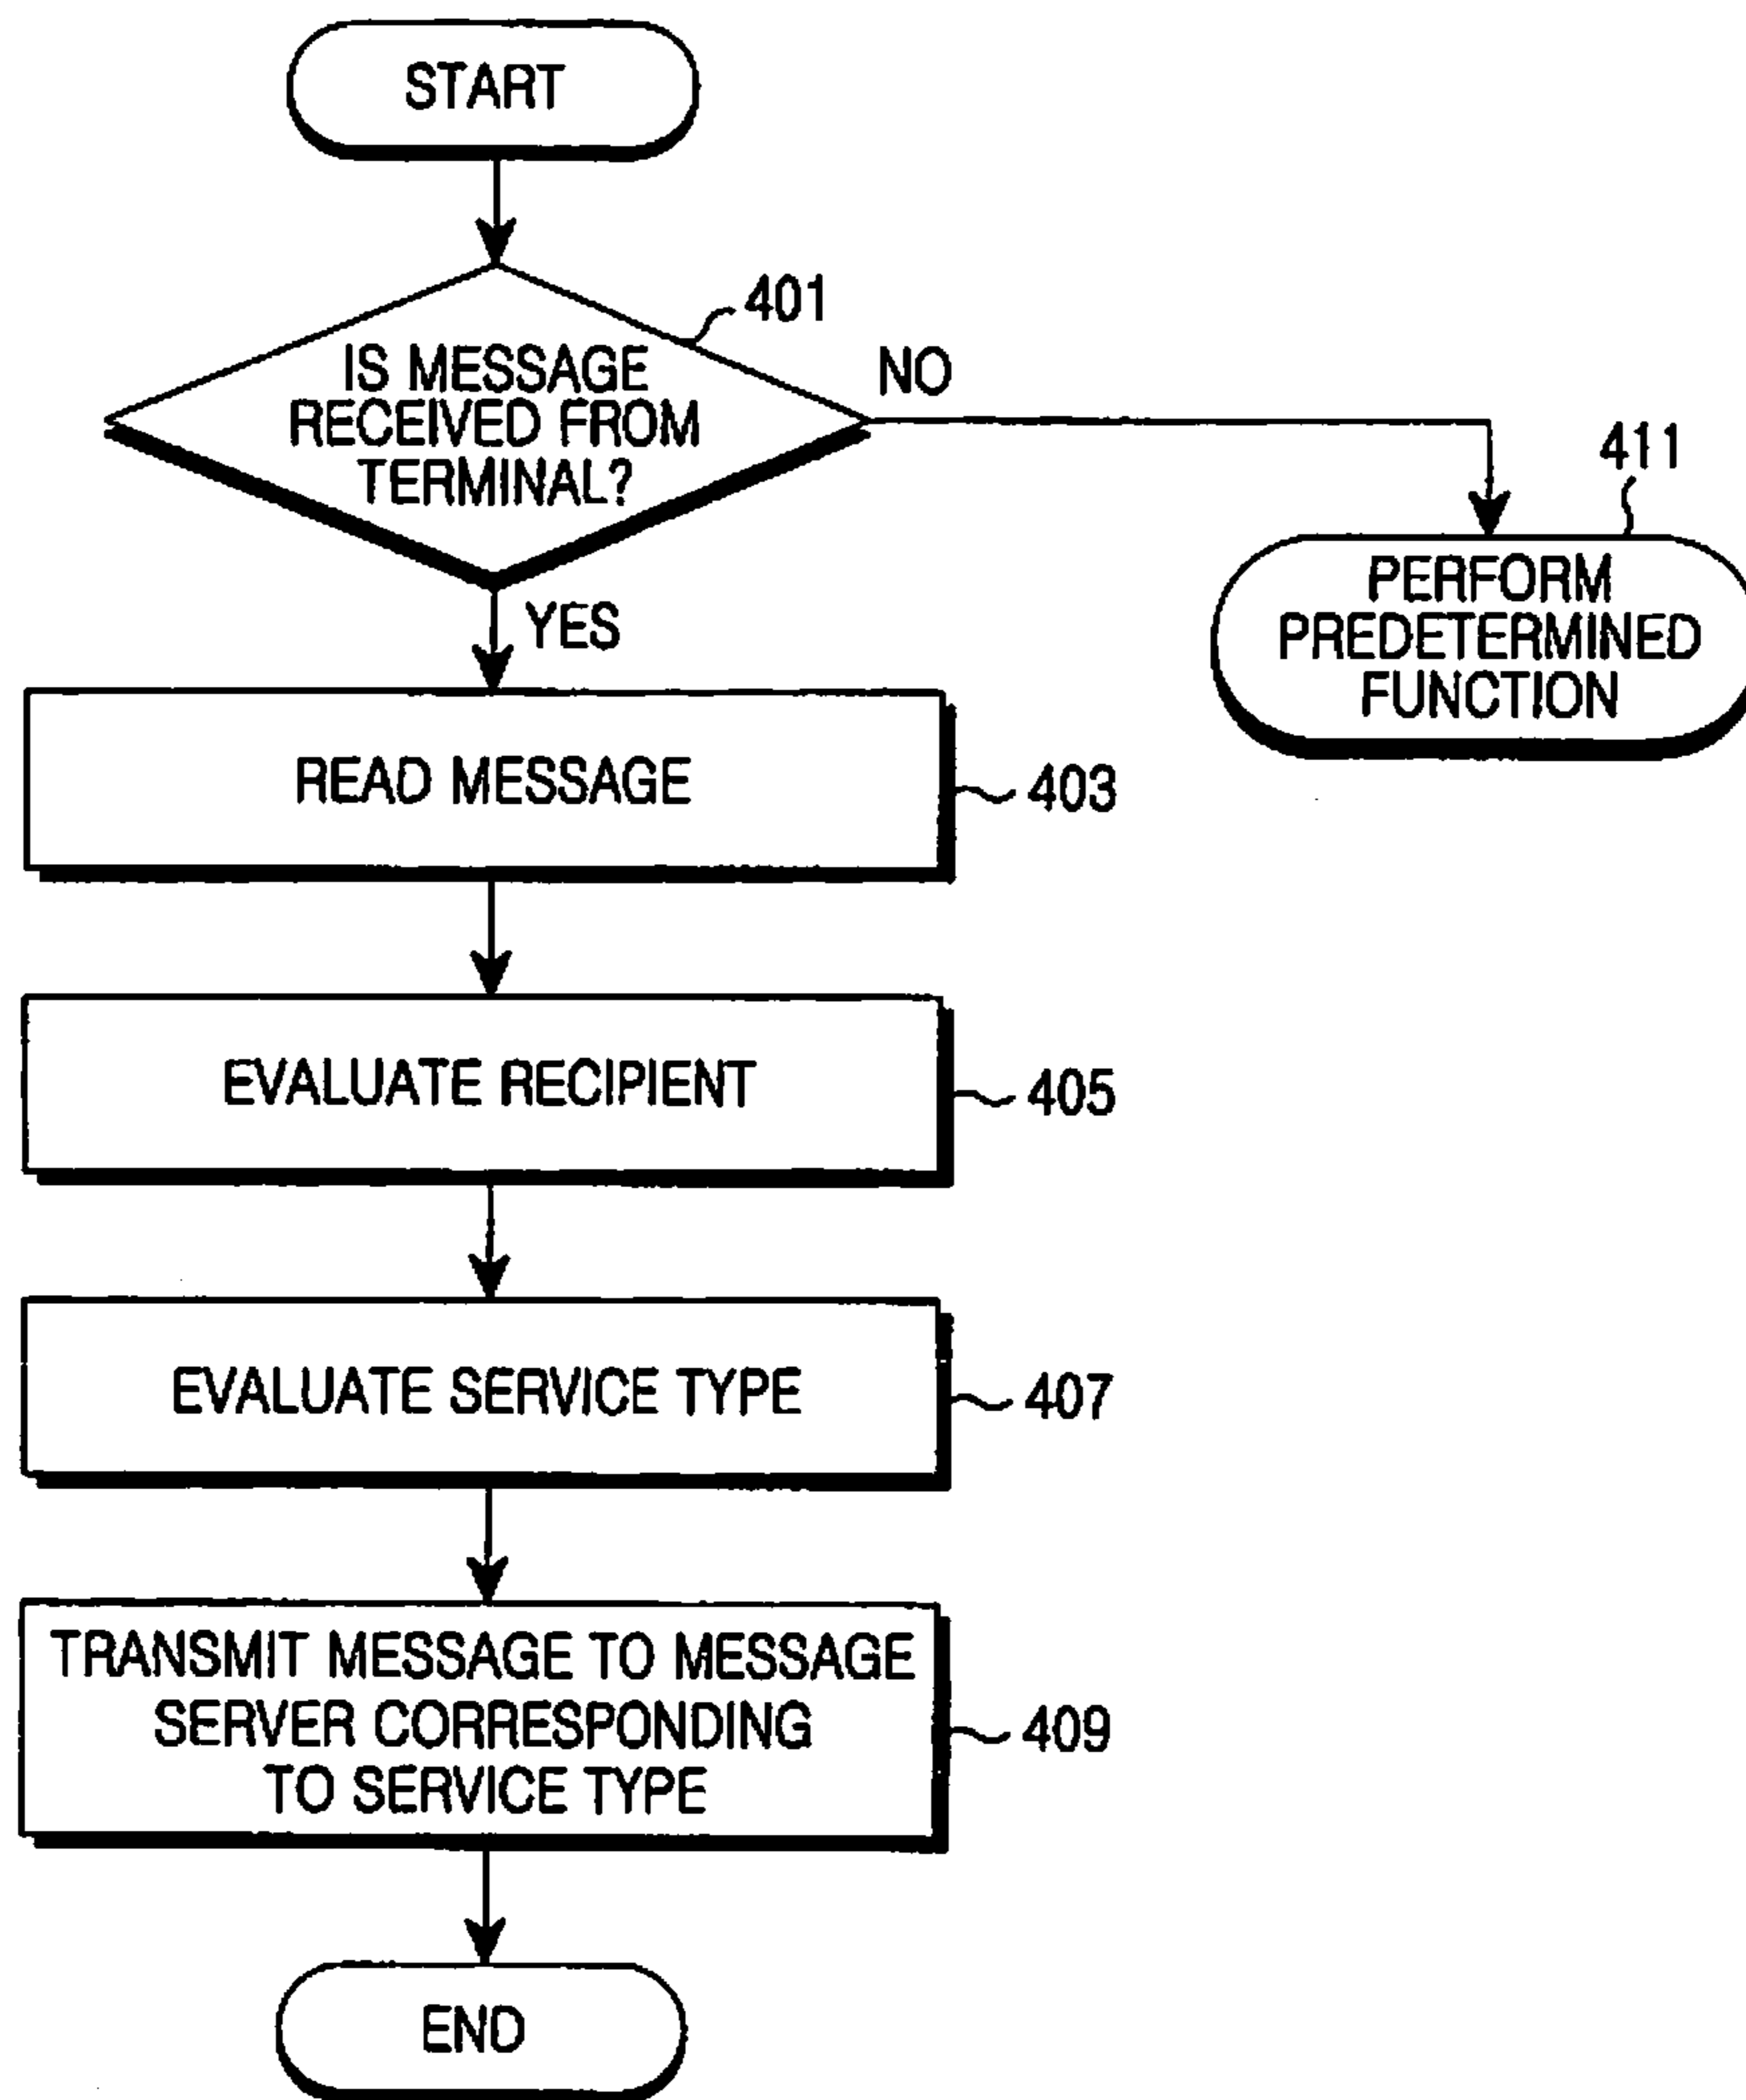 START
401
IS MESSAGE
RECEIVED FROM
TERMINAL?
NO
411
PERFORM
PREDETERMINED
FUNCTION
YES
READ MESSAGE
403
EVALUATE RECIPIENT
405
EVALUATE SERVICE TYPE
407
TRANSMIT MESSAGE TO MESSAGE
SERVER CORRESPONDING
TO SERVICE TYPE
409
END